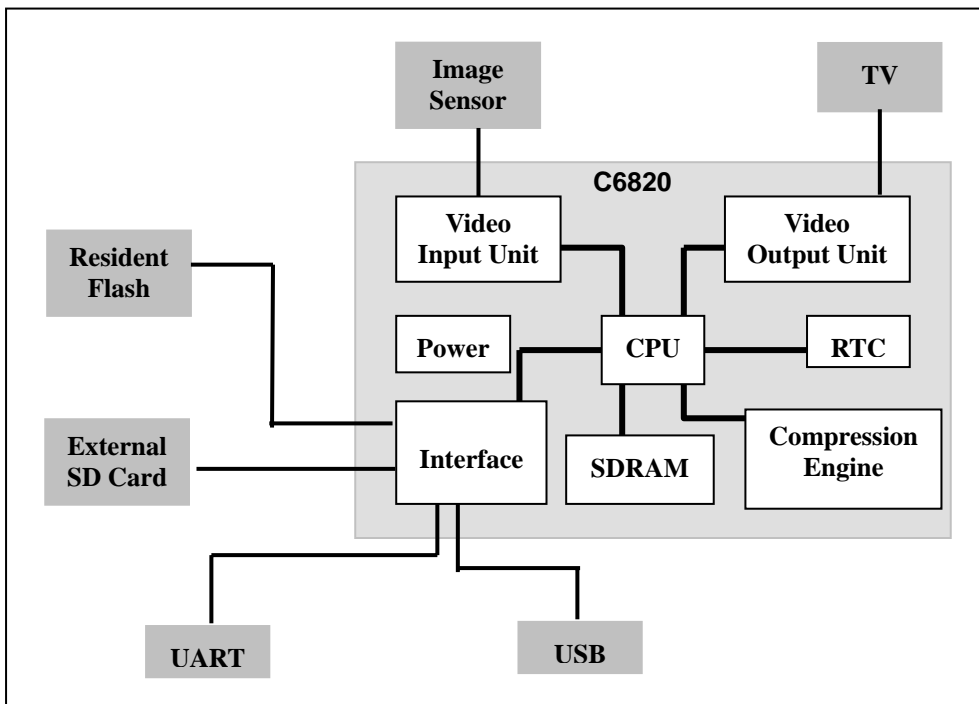 Image
Sensor
TV
C6820
Video
Input Unit
Video
Output Unit
Resident
Flash
Power
CPU
RTC
External
SD Card
Interface
SDRAM
Compression
Engine
UART
USB